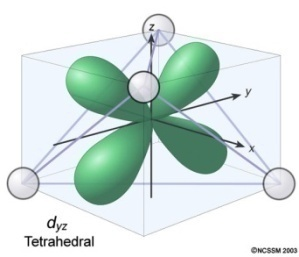 z
y
x
dyz
Tetrahedral
©NCSSM 2003